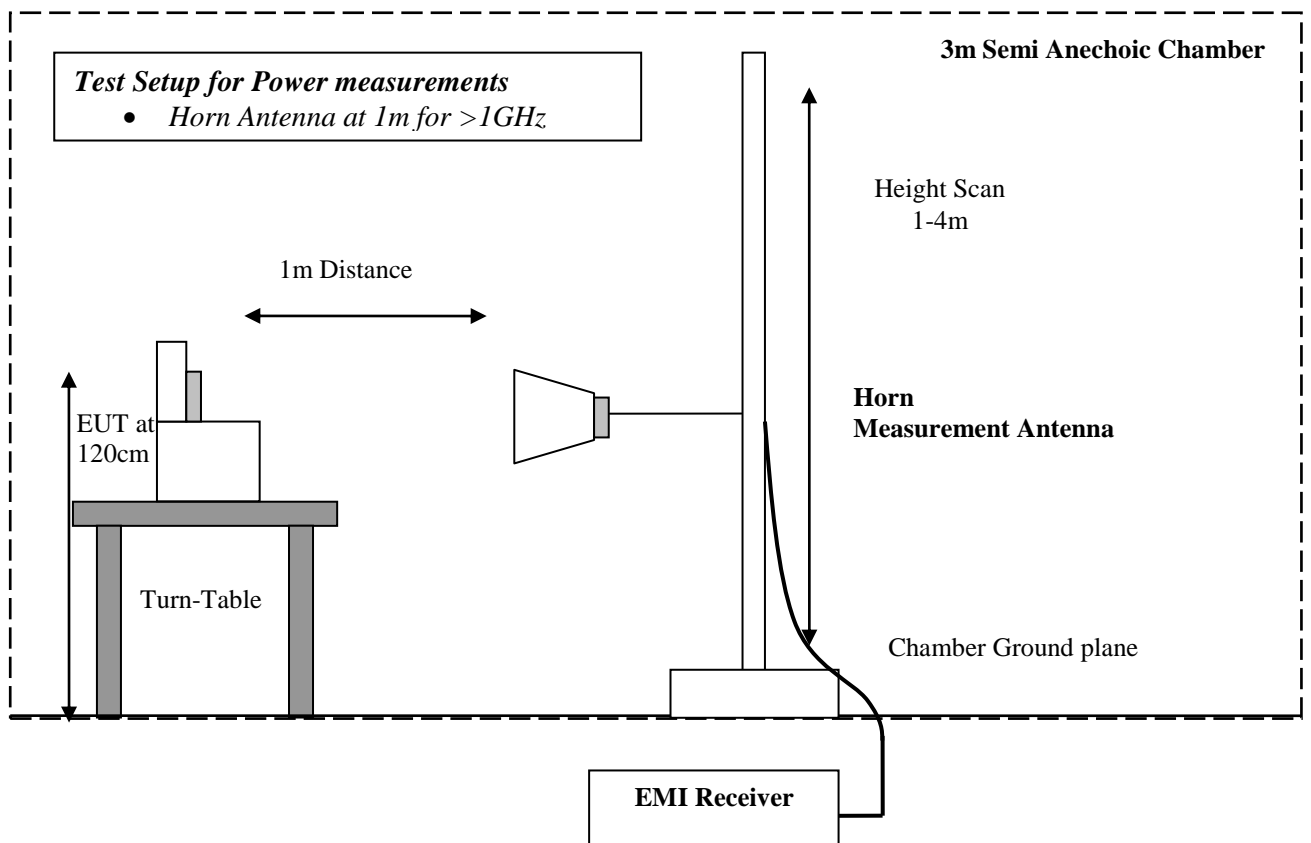 3m Semi Anechoic Chamber
Test Setup for Power measurements
• Horn Antenna at 1m for >1GHz
Height Scan
1-4m
1m Distance
EUT at
120cm
Horn
Measurement Antenna
Turn-Table
Chamber Ground plane
EMI Receiver